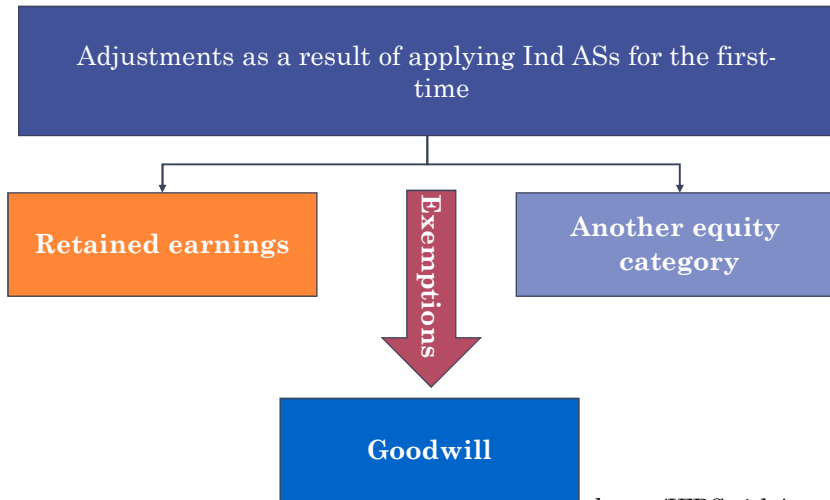 Adjustments as a result of applying Ind ASs for the first-
time
Retained earnings
Exemptions
Another equity
category
Goodwill